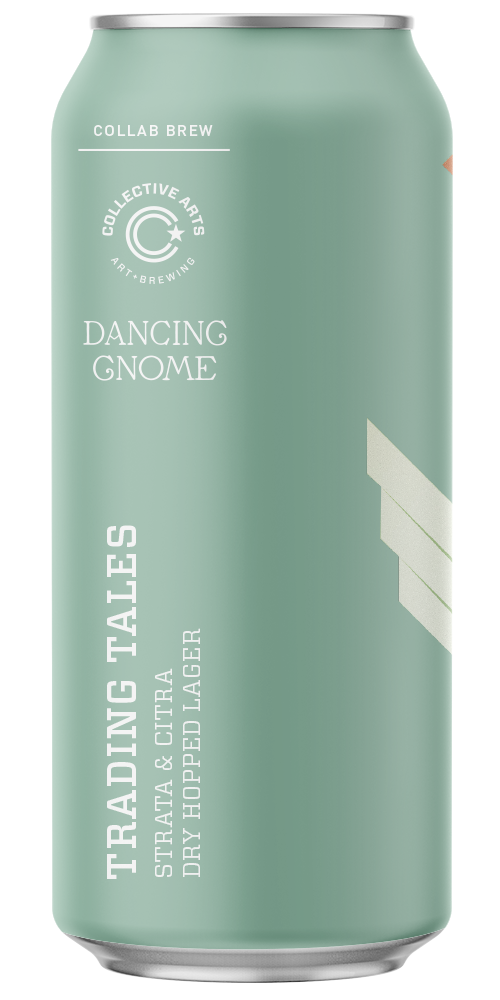 COLLAB BREW
COLLECTIVE ARTS
ART+BREWING
DANCING
GNOME
TRADING TALES
STRATA & CITRA
DRY HOPPED LAGER